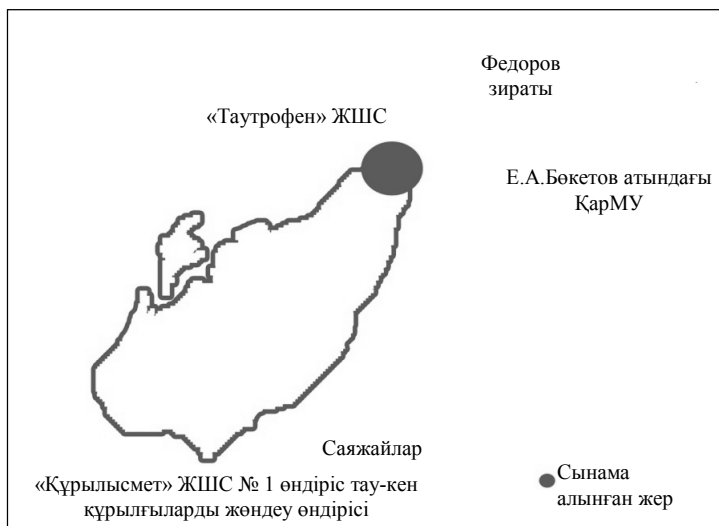 Федоров
зираты
«Таутрофен» ЖШС
Е.А.Бөкетов атындағы
ҚарМУ
Саяжайлар
«Құрылысмет» ЖШС № 1 өндіріс тау-кен
құрылғыларды жөндеу өндірісі
Сынама
алынған жер